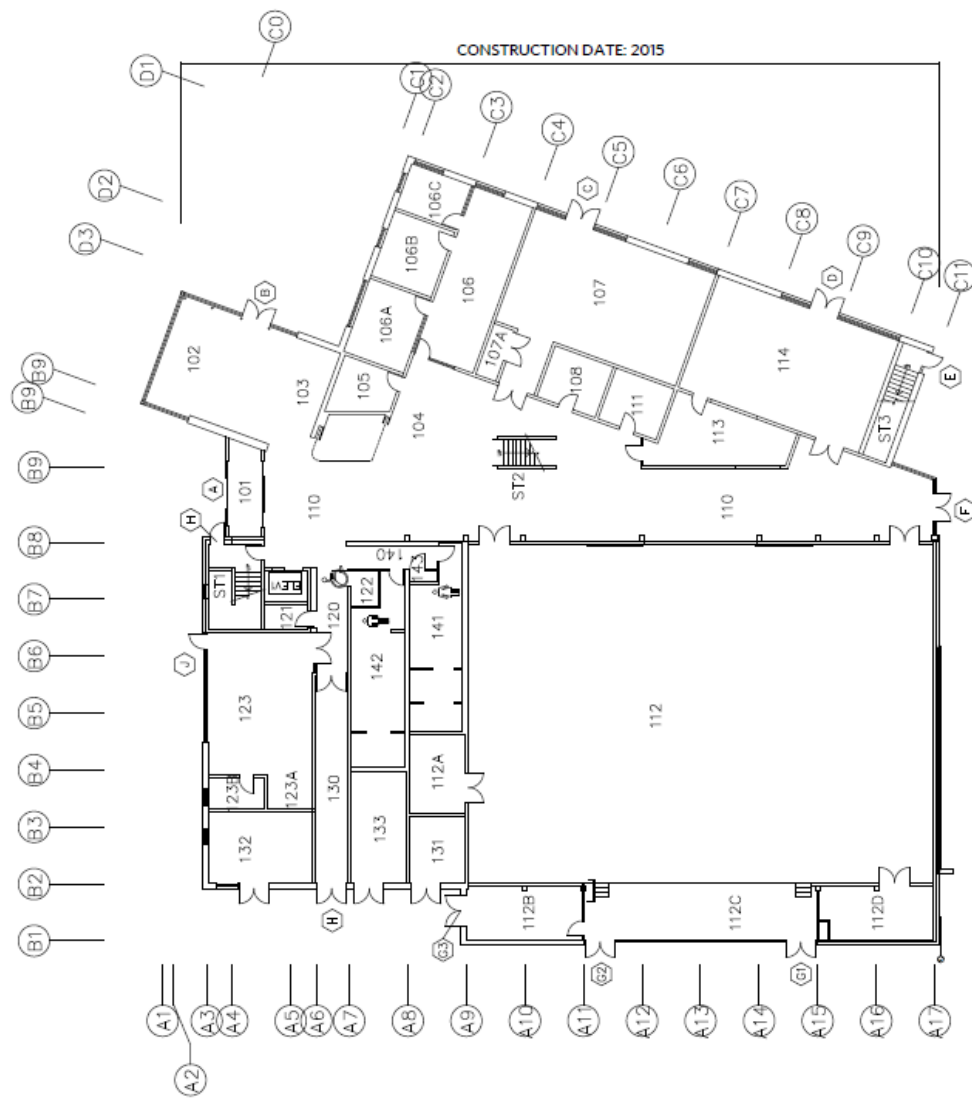 CONSTRUCTION DATE: 2015
C0
D1
C1
C2
C3
C4
D2
C5
C
D3
C6
C7
C8
D
C9
C10
C11
106C
106B
106
106A
B
102
107
107A
105
103
108
104
111
114
E
ST3
113
B9
B9
B9
A
101
110
ST2
110
F
H
B8
140
143
ST1
ELEV
122
B7
121
120
141
J
B6
142
123
B5
112
B4
123B
123A
130
112A
B3
132
133
131
B2
H
112B
112C
112D
G3
G2
G1
B1
A1
A2
A3
A4
A5
A6
A7
A8
A9
A10
A11
A12
A13
A14
A15
A16
A17